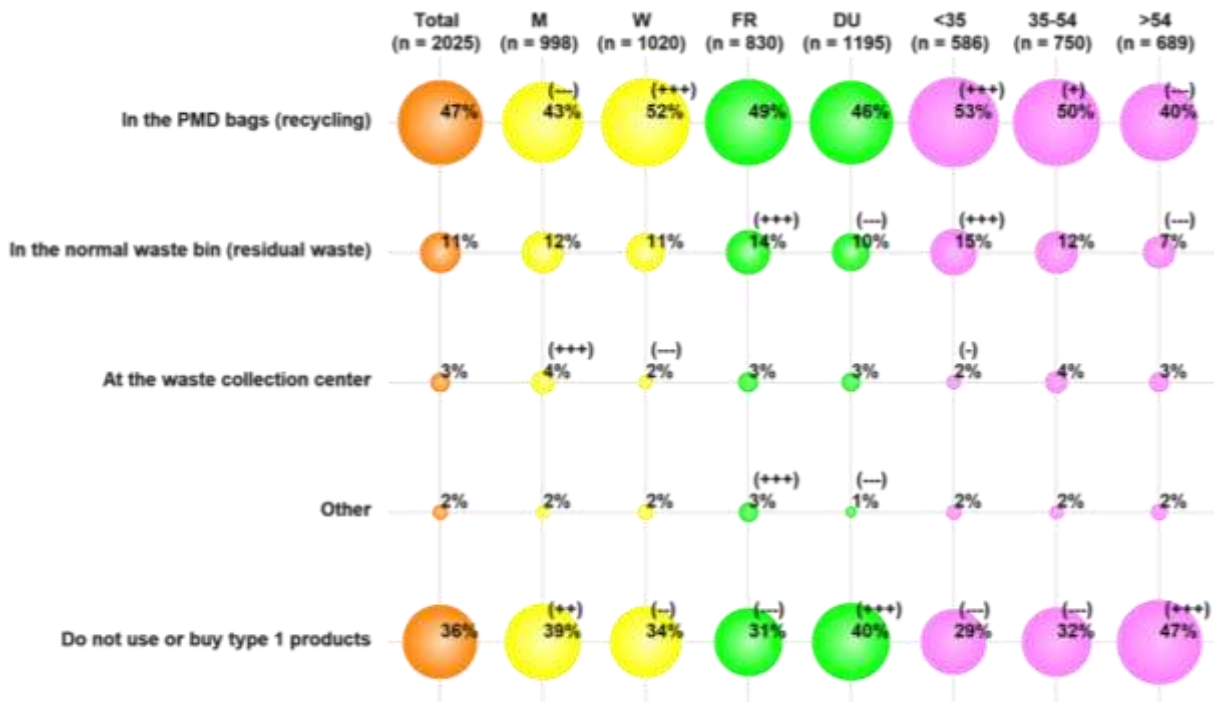 Total M W FR DU <35 35-54 >54
(n = 2025) (n = 998) (n = 1020) (n = 830) (n = 1195) (n = 586) (n = 750) (n = 689)
(---) (+++) (+++) (+) (---)
In the PMD bags (recycling) 47% 43% 52% 49% 46% 53% 50% 40%
(+++) (---) (+++) (---)
In the normal waste bin (residual waste) 11% 12% 11% 14% 10% 15% 12% 7%
(+++) (---) (-)
At the waste collection center 3% 4% 2% 3% 3% 2% 4% 3%
(+++) (---)
Other 2% 2% 2% 3% 1% 2% 2% 2%
(++) (--) (---) (+++) (---) (---) (+++)
Do not use or buy type 1 products 36% 39% 34% 31% 40% 29% 32% 47%